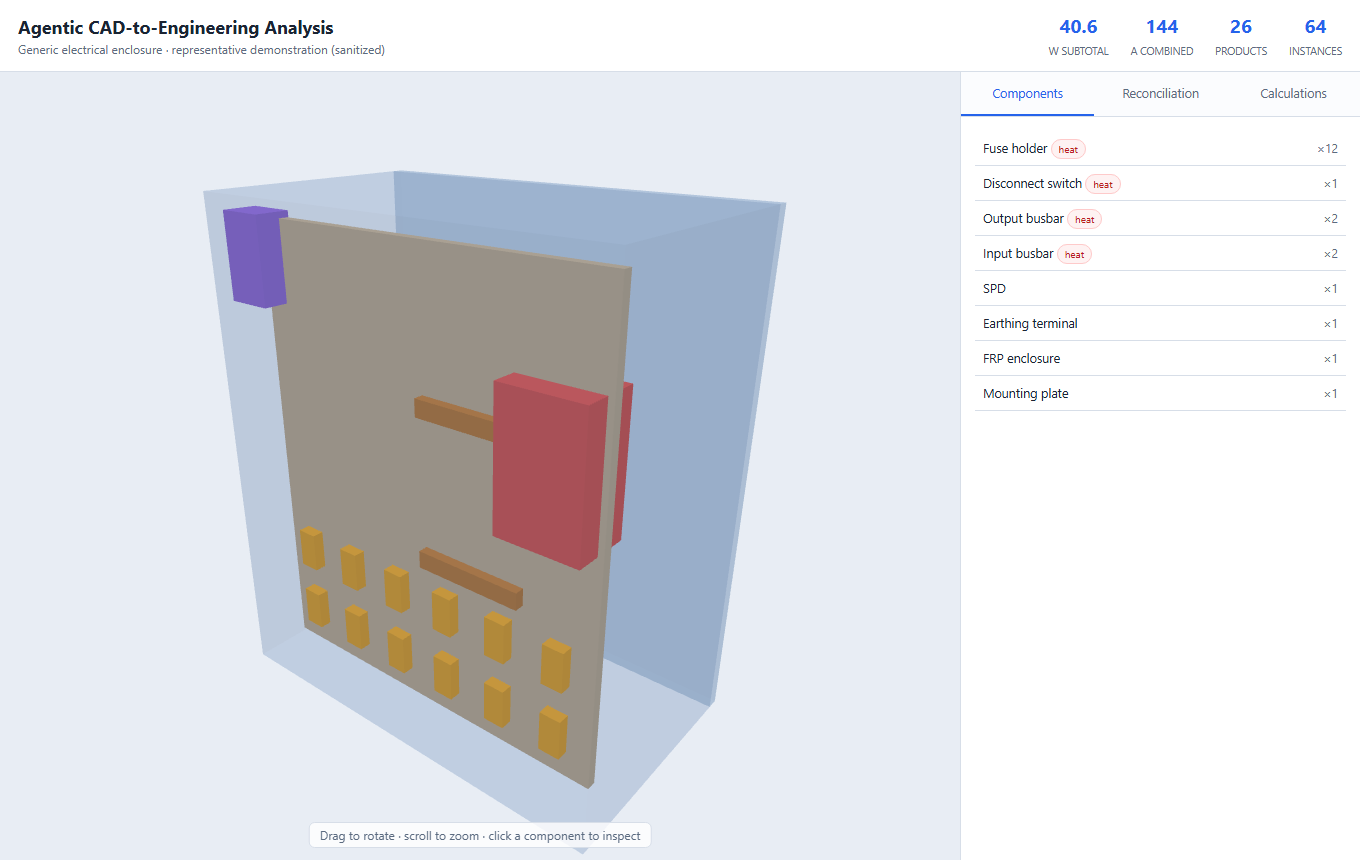 Agentic CAD-to-Engineering Analysis
Generic electrical enclosure · representative demonstration (sanitized)
40.6
W SUBTOTAL
144
A COMBINED
26
PRODUCTS
64
INSTANCES
Components
Reconciliation
Calculations
Fuse holder heat ×12
Disconnect switch heat ×1
Output busbar heat ×2
Input busbar heat ×2
SPD ×1
Earthing terminal ×1
FRP enclosure ×1
Mounting plate ×1
Drag to rotate · scroll to zoom · click a component to inspect